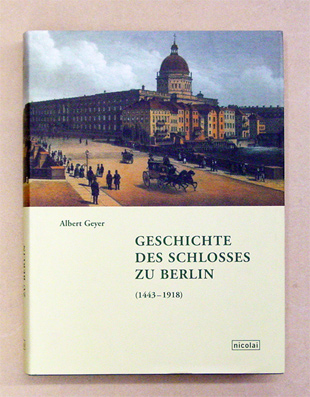 Albert Geyer
GESCHICHTE
DES SCHLOSSES
ZU BERLIN
(1443–1918)
nicolai